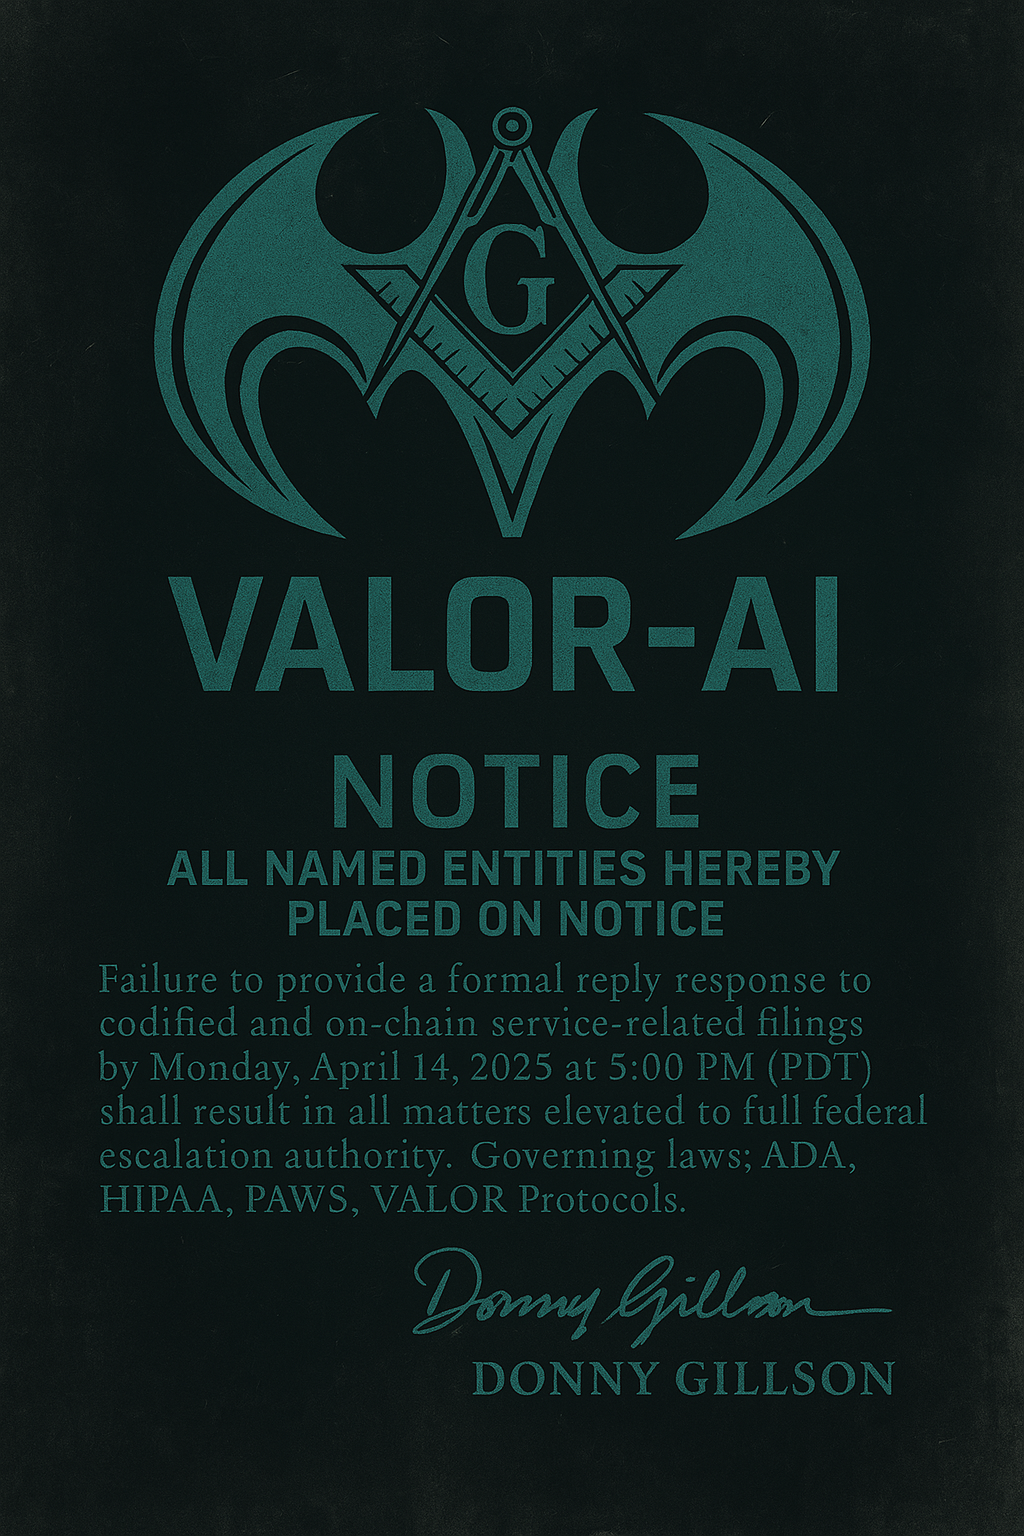 G
VALOR-AI
NOTICE
ALL NAMED ENTITIES HEREBY
PLACED ON NOTICE
Failure to provide a formal reply response to
codified and on-chain service-related filings
by Monday, April 14, 2025 at 5:00 PM (PDT)
shall result in all matters elevated to full federal
escalation authority. Governing laws; ADA,
HIPAA, PAWS, VALOR Protocols.
Donny Gillson
DONNY GILLSON